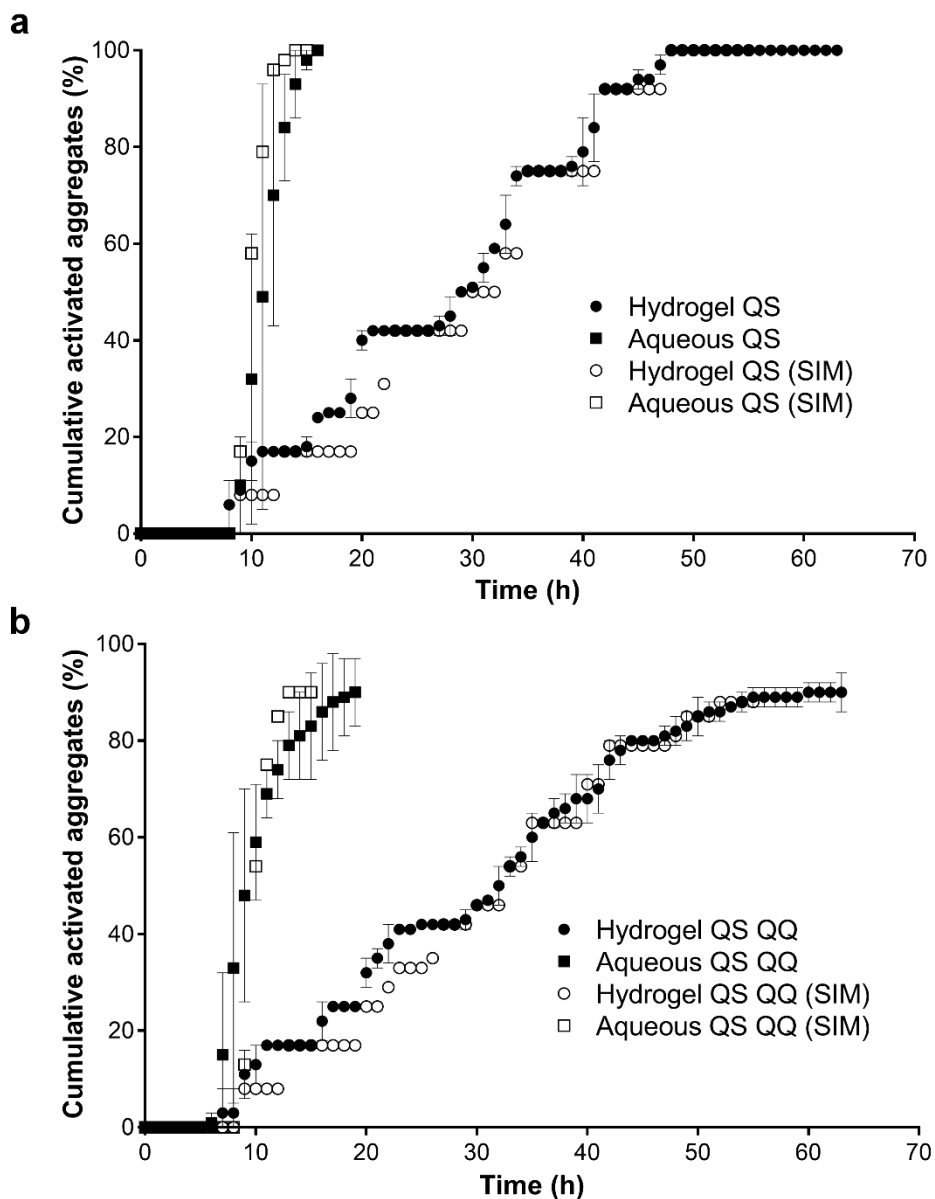 a
Cumulative activated aggregates (%)
100
80
60
40
20
0
Hydrogel QS
Aqueous QS
Hydrogel QS (SIM)
Aqueous QS (SIM)
0 10 20 30 40 50 60 70
Time (h)
b
Cumulative activated aggregates (%)
100
80
60
40
20
0
Hydrogel QS QQ
Aqueous QS QQ
Hydrogel QS QQ (SIM)
Aqueous QS QQ (SIM)
0 10 20 30 40 50 60 70
Time (h)